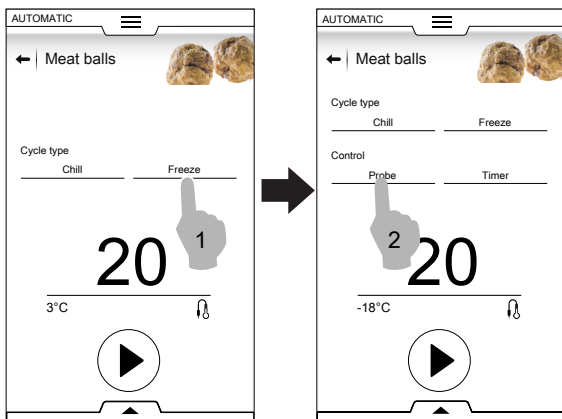 AUTOMATIC
Meat balls
Cycle type
Chill Freeze
1
20
3°C
AUTOMATIC
Meat balls
Cycle type
Chill Freeze
Control
Probe Timer
2
20
-18°C